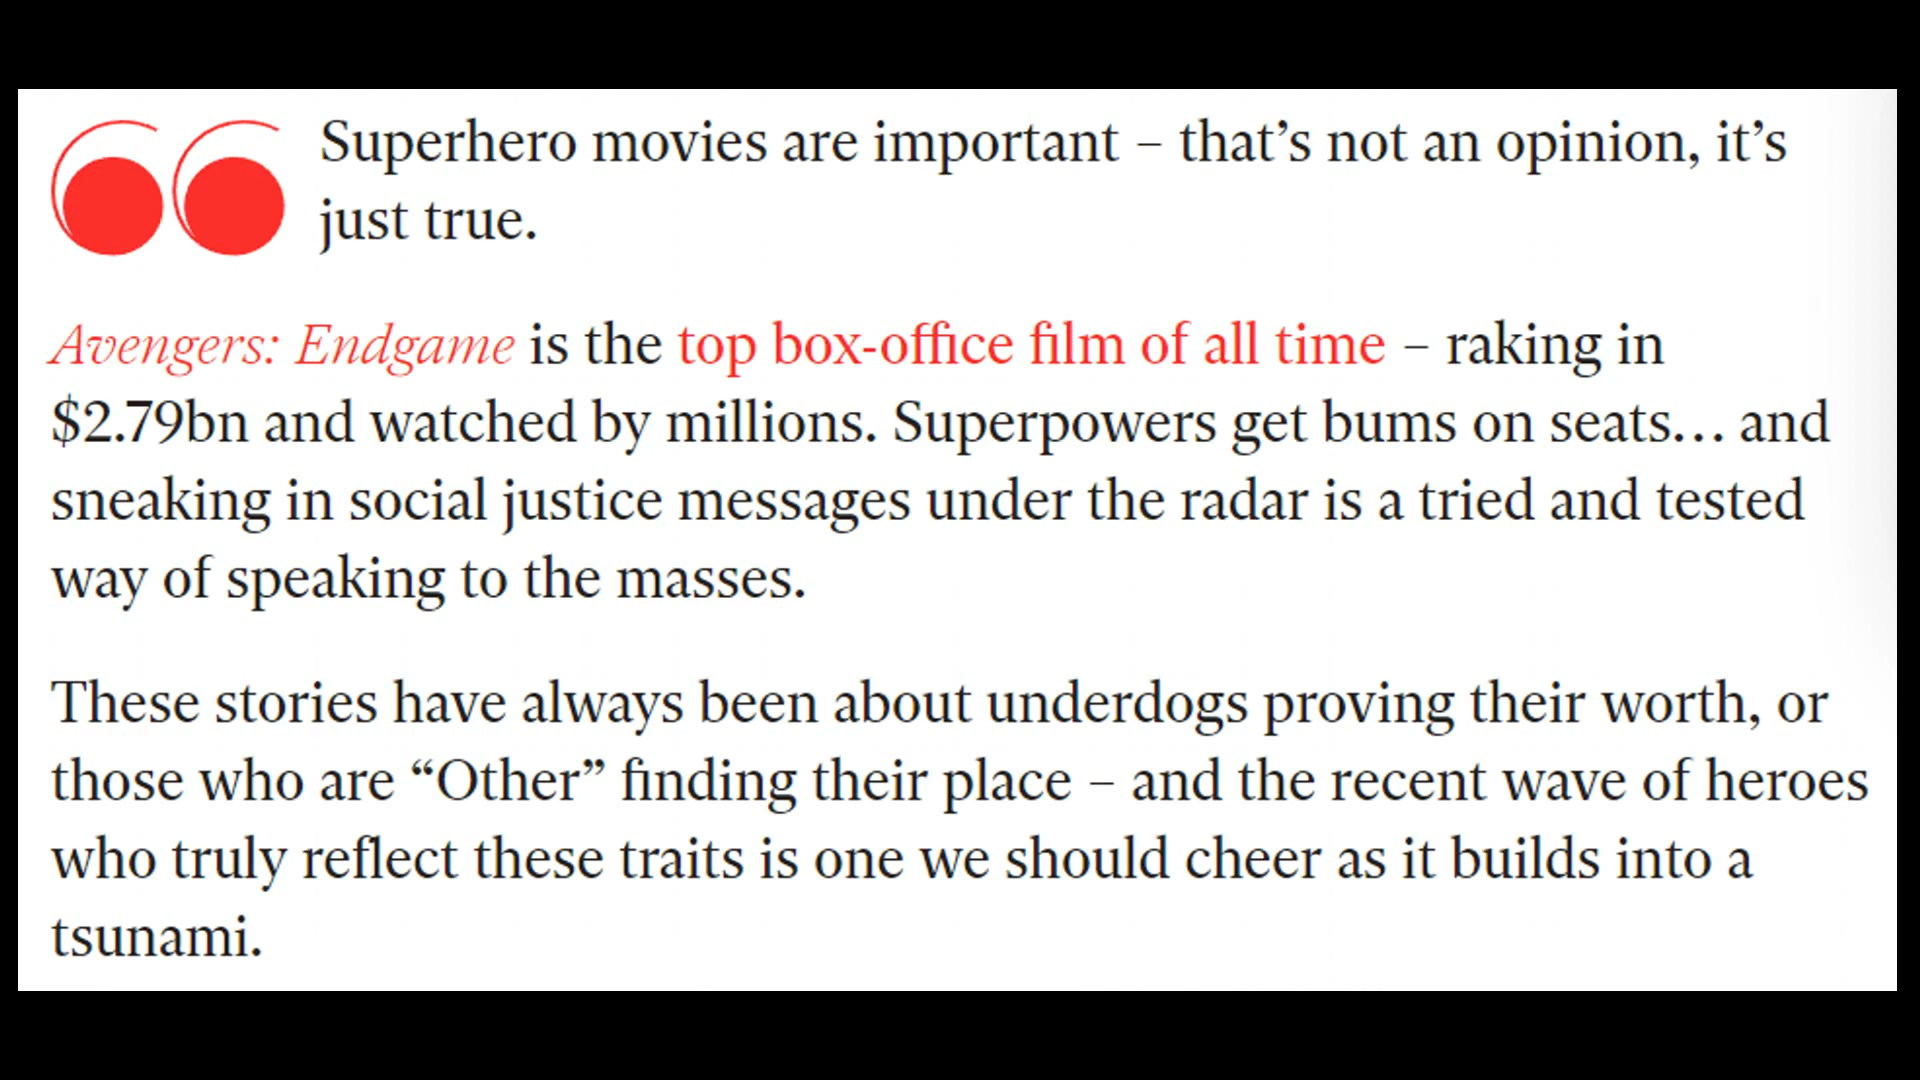 Superhero movies are important – that’s not an opinion, it’s
just true.
Avengers: Endgame is the top box-office film of all time – raking in
$2.79bn and watched by millions. Superpowers get bums on seats… and
sneaking in social justice messages under the radar is a tried and tested
way of speaking to the masses.
These stories have always been about underdogs proving their worth, or
those who are “Other” finding their place – and the recent wave of heroes
who truly reflect these traits is one we should cheer as it builds into a
tsunami.